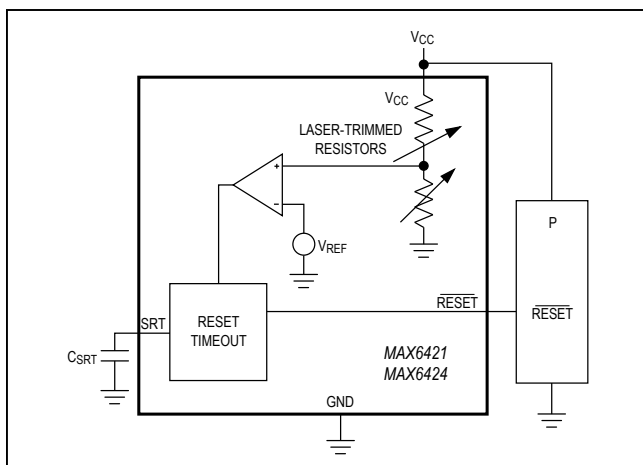 VCC
VCC
LASER-TRIMMED
RESISTORS
+
−
VREF
P
RESET
RESET
SRT
RESET
TIMEOUT
CSRT
MAX6421
MAX6424
GND